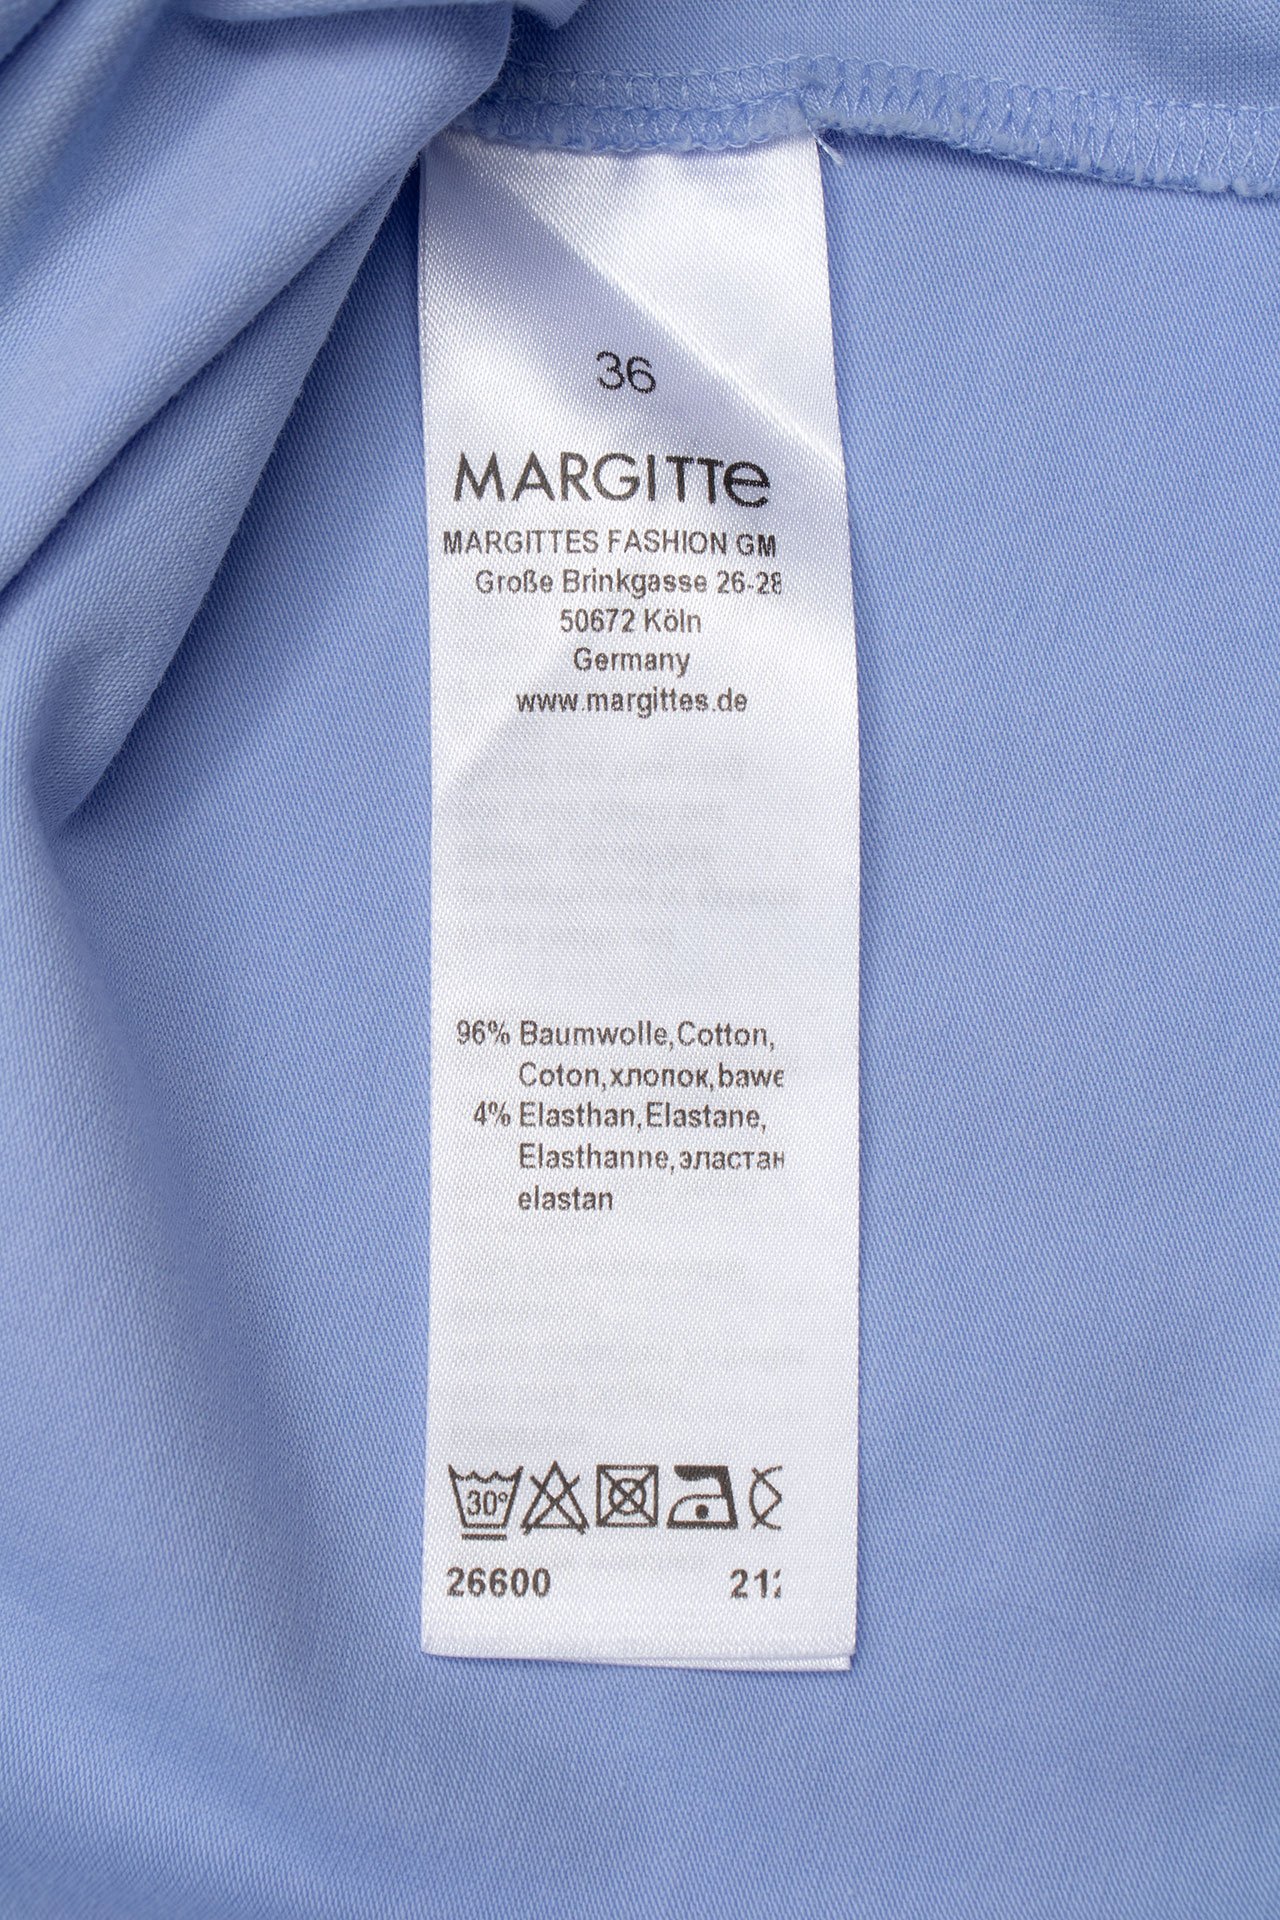 36
MARGITTe
MARGITTES FASHION GM
Große Brinkgasse 26-28
50672 Köln
Germany
www.margittes.de
96% Baumwolle,Cotton,
Coton,хлопок,bawe
4% Elasthan,Elastane,
Elasthanne,эластан
elastan
30°
26600 212